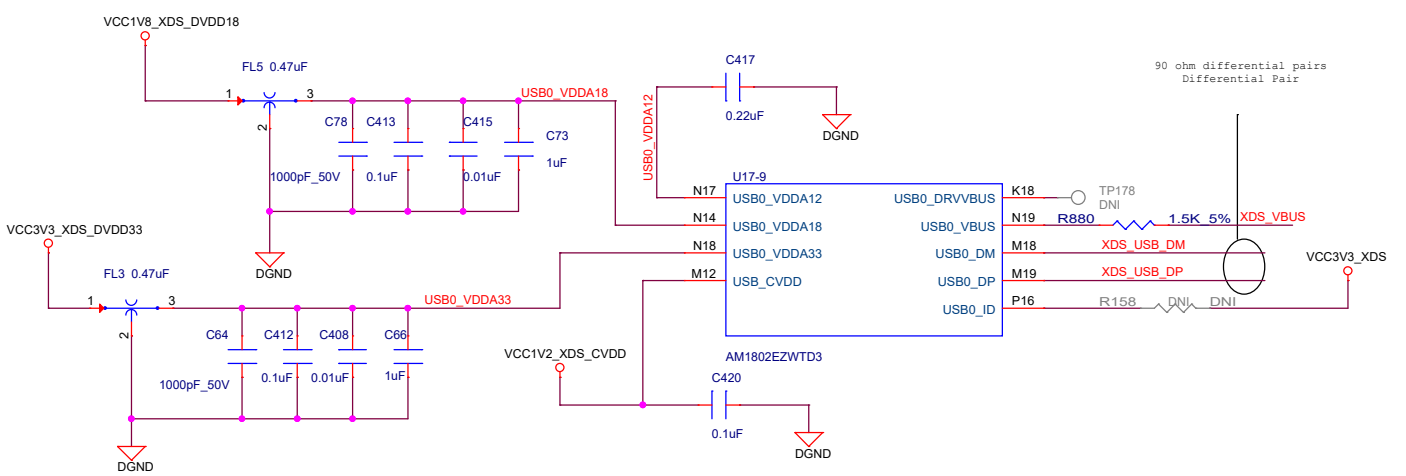 VCC1V8_XDS_DVDD18
FL5 0.47uF
1
3
2
USB0_VDDA18
C78
C413
C415
C73
1000pF_50V
0.1uF
0.01uF
1uF
DGND
C417
0.22uF
DGND
USB0_VDDA12
90 ohm differential pairs
Differential Pair
U17-9
N17
USB0_VDDA12
N14
USB0_VDDA18
N18
USB0_VDDA33
M12
USB_CVDD
USB0_DRVVBUS
K18
USB0_VBUS
N19
USB0_DM
M18
USB0_DP
M19
USB0_ID
P16
AM1802EZWTD3
TP178
DNI
R880
1.5K_5%
XDS_VBUS
XDS_USB_DM
XDS_USB_DP
R158
DNI
DNI
VCC3V3_XDS
VCC3V3_XDS_DVDD33
FL3 0.47uF
1
3
2
USB0_VDDA33
C64
C412
C408
C66
1000pF_50V
0.1uF
0.01uF
1uF
DGND
VCC1V2_XDS_CVDD
C420
0.1uF
DGND